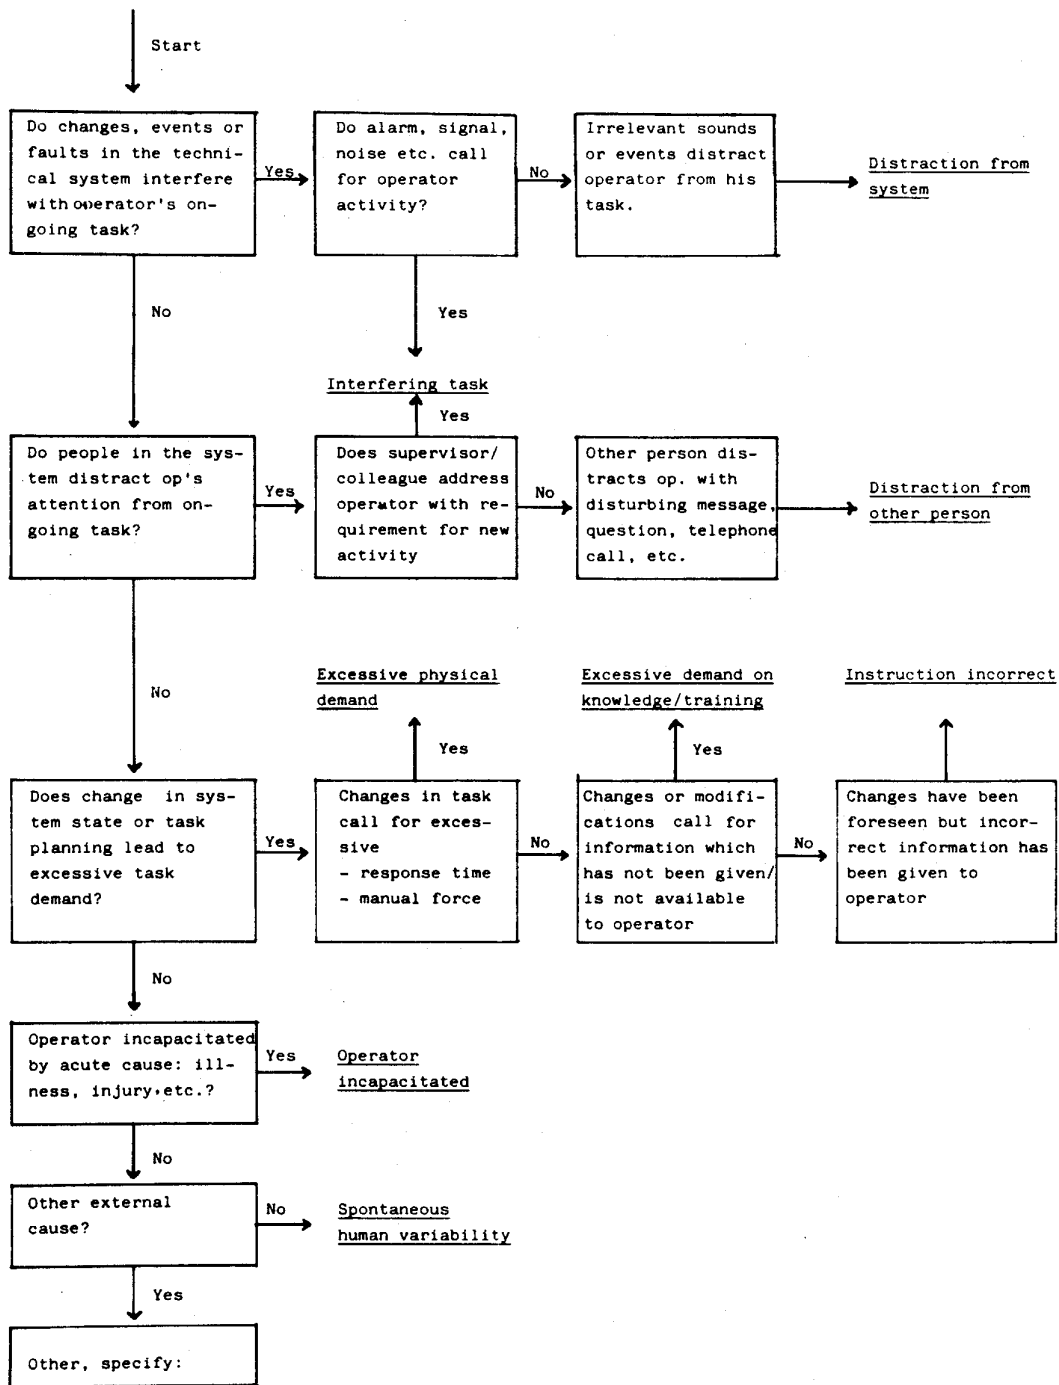 Start
Do changes, events or
faults in the techni-
cal system interfere
with operator's on-
going task?
Yes
Do alarm, signal,
noise etc. call
for operator
activity?
No
Irrelevant sounds
or events distract
operator from his
task.
Distraction from
system
No
Yes
Interfering task
Yes
Do people in the sys-
tem distract op's
attention from on-
going task?
Yes
Does supervisor/
colleague address
operator with re-
quirement for new
activity
No
Other person dis-
tracts op. with
disturbing message,
question, telephone
call, etc.
Distraction from
other person
No
Excessive physical
demand
Excessive demand on
knowledge/training
Instruction incorrect
Yes
Yes
Does change in sys-
tem state or task
planning lead to
excessive task
demand?
Yes
Changes in task
call for exces-
sive
- response time
- manual force
No
Changes or modifi-
cations call for
information which
has not been given/
is not available
to operator
No
Changes have been
foreseen but incor-
rect information has
been given to
operator
No
Operator incapacitated
by acute cause: ill-
ness, injury, etc.?
Yes
Operator
incapacitated
No
Other external
cause?
No
Spontaneous
human variability
Yes
Other, specify: